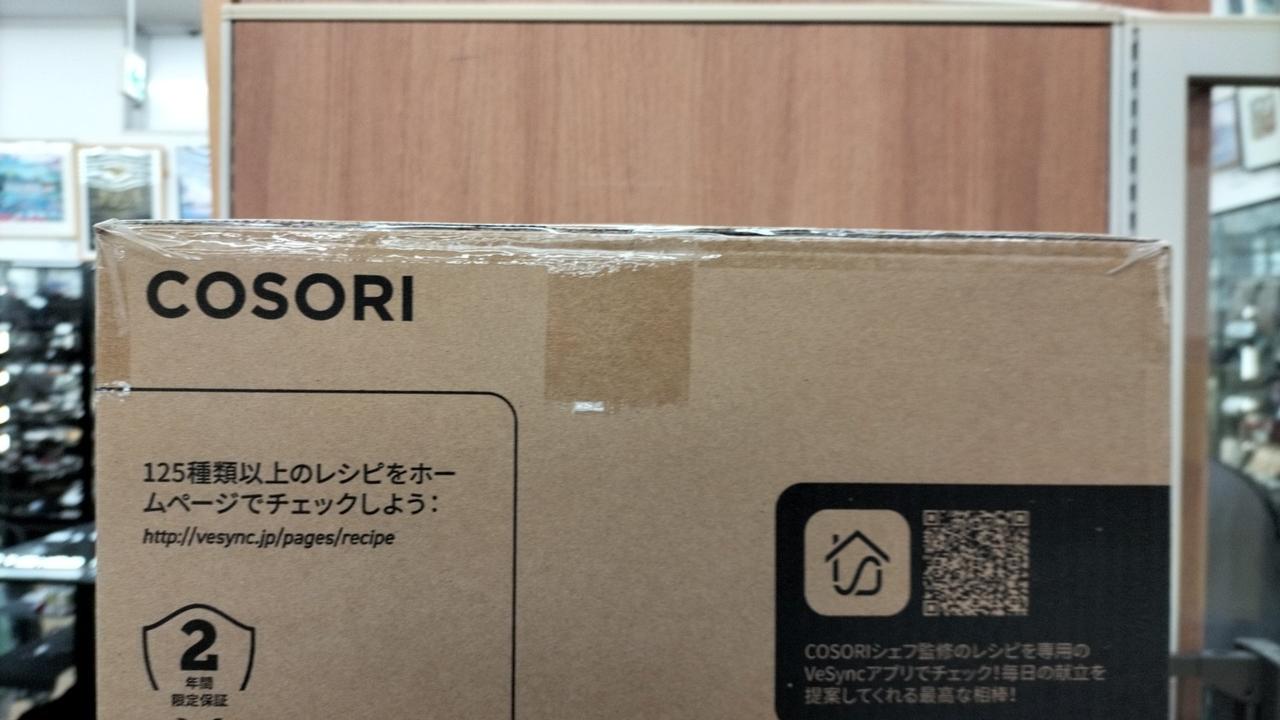 COSORI
125種類以上のレシピをホー
ムページでチェックしよう:
http://vesync.jp/pages/recipe
2
年間
限定保証
COSORIシェフ監修のレシピを専用の
VeSyncアプリでチェック!毎日の献立を
提案してくれる最高な相棒!